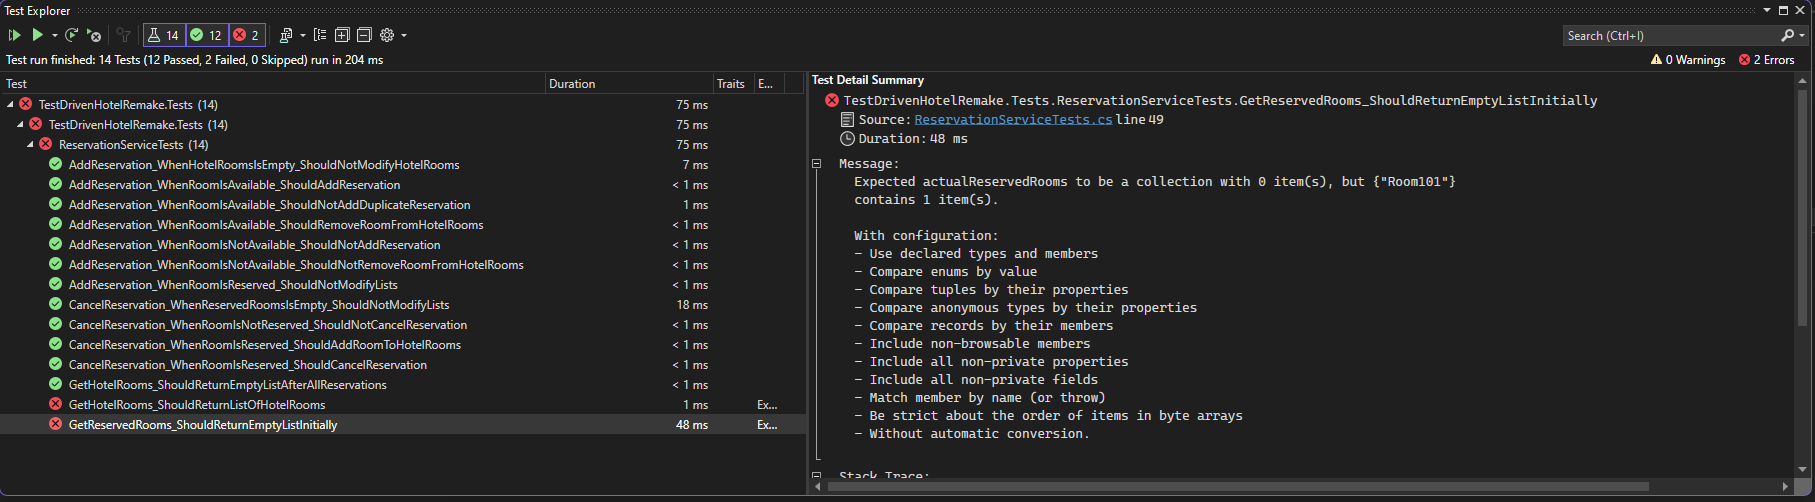 Test Explorer
14 12 2
Search (Ctrl+I)
Test run finished: 14 Tests (12 Passed, 2 Failed, 0 Skipped) run in 204 ms
0 Warnings 2 Errors
Test Duration Traits E...
TestDrivenHotelRemake.Tests (14) 75 ms
TestDrivenHotelRemake.Tests (14) 75 ms
ReservationServiceTests (14) 75 ms
AddReservation_WhenHotelRoomsIsEmpty_ShouldNotModifyHotelRooms 7 ms
AddReservation_WhenRoomIsAvailable_ShouldAddReservation < 1 ms
AddReservation_WhenRoomIsAvailable_ShouldNotAddDuplicateReservation 1 ms
AddReservation_WhenRoomIsAvailable_ShouldRemoveRoomFromHotelRooms < 1 ms
AddReservation_WhenRoomIsNotAvailable_ShouldNotAddReservation < 1 ms
AddReservation_WhenRoomIsNotAvailable_ShouldNotRemoveRoomFromHotelRooms < 1 ms
AddReservation_WhenRoomIsReserved_ShouldNotModifyLists < 1 ms
CancelReservation_WhenReservedRoomsIsEmpty_ShouldNotModifyLists 18 ms
CancelReservation_WhenRoomIsNotReserved_ShouldNotCancelReservation < 1 ms
CancelReservation_WhenRoomIsReserved_ShouldAddRoomToHotelRooms < 1 ms
CancelReservation_WhenRoomIsReserved_ShouldCancelReservation < 1 ms
GetHotelRooms_ShouldReturnEmptyListAfterAllReservations < 1 ms
GetHotelRooms_ShouldReturnListOfHotelRooms 1 ms Ex...
GetReservedRooms_ShouldReturnEmptyListInitially 48 ms Ex...
Test Detail Summary
TestDrivenHotelRemake.Tests.ReservationServiceTests.GetReservedRooms_ShouldReturnEmptyListInitially
Source: ReservationServiceTests.cs line 49
Duration: 48 ms
Message:
Expected actualReservedRooms to be a collection with 0 item(s), but {"Room101"}
contains 1 item(s).
With configuration:
- Use declared types and members
- Compare enums by value
- Compare tuples by their properties
- Compare anonymous types by their properties
- Compare records by their members
- Include non-browsable members
- Include all non-private properties
- Include all non-private fields
- Match member by name (or throw)
- Be strict about the order of items in byte arrays
- Without automatic conversion.
Stack Trace: